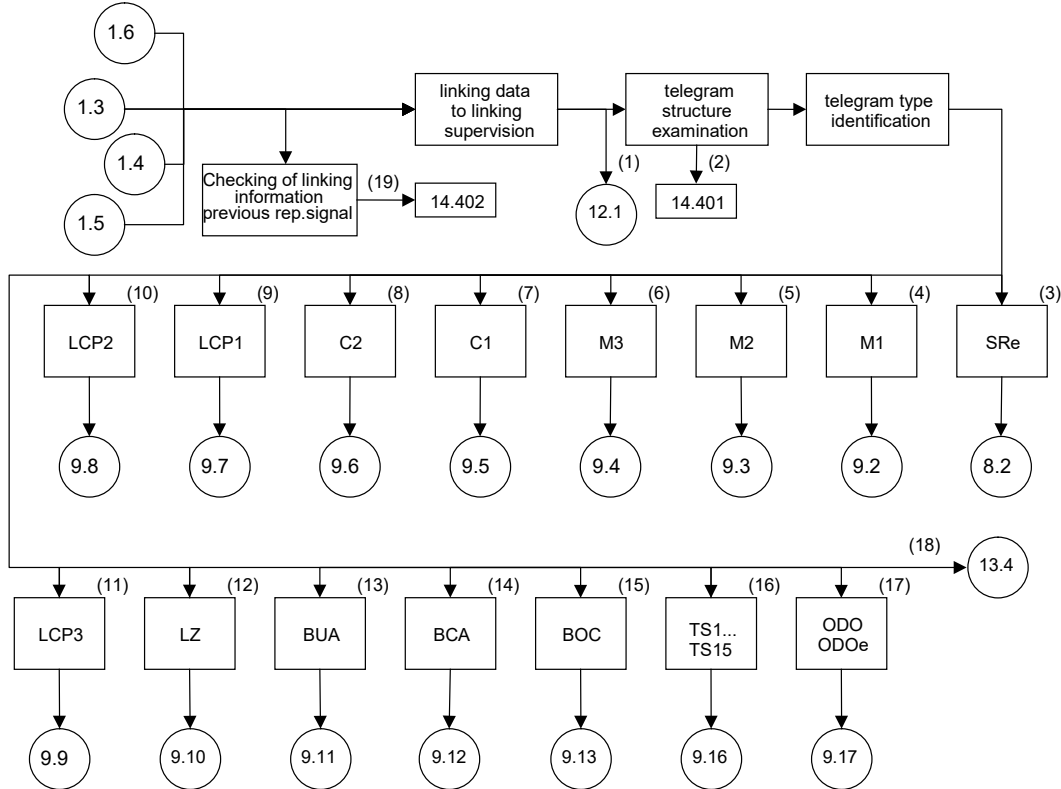 1.6
1.3
1.4
1.5
linking data
to linking
supervision
telegram
structure
examination
telegram type
identification
Checking of linking
information
previous rep.signal
(19)
14.402
(1)
12.1
(2)
14.401
(10)
(9)
(8)
(7)
(6)
(5)
(4)
(3)
LCP2
LCP1
C2
C1
M3
M2
M1
SRe
9.8
9.7
9.6
9.5
9.4
9.3
9.2
8.2
(18)
13.4
(11)
(12)
(13)
(14)
(15)
(16)
(17)
LCP3
LZ
BUA
BCA
BOC
TS1...
TS15
ODO
ODOe
9.9
9.10
9.11
9.12
9.13
9.16
9.17